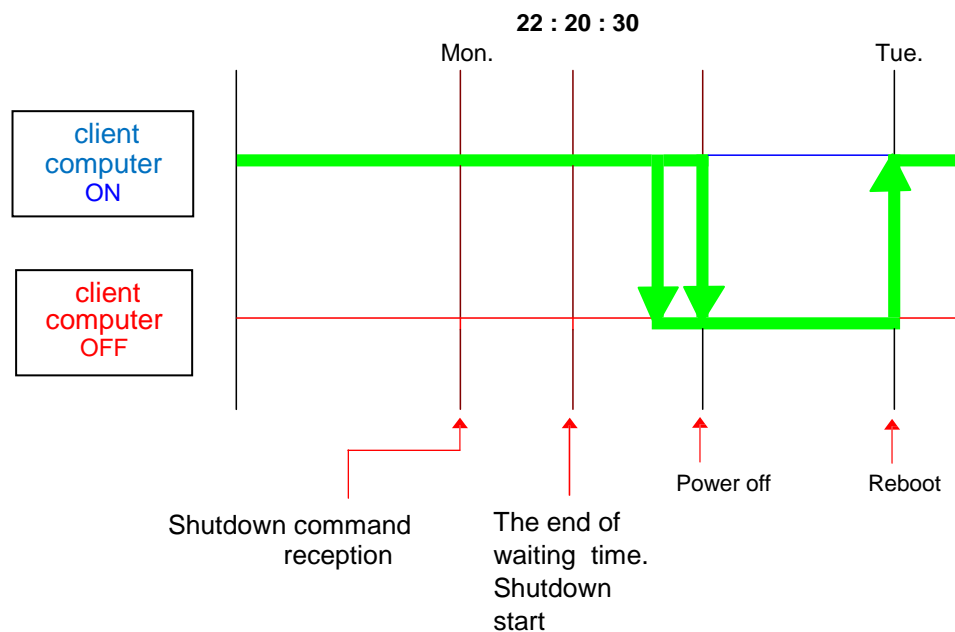 22 : 20 : 30
Mon.
Tue.
client
computer
ON
client
computer
OFF
Power off
Reboot
Shutdown command
reception
The end of
waiting time.
Shutdown
start